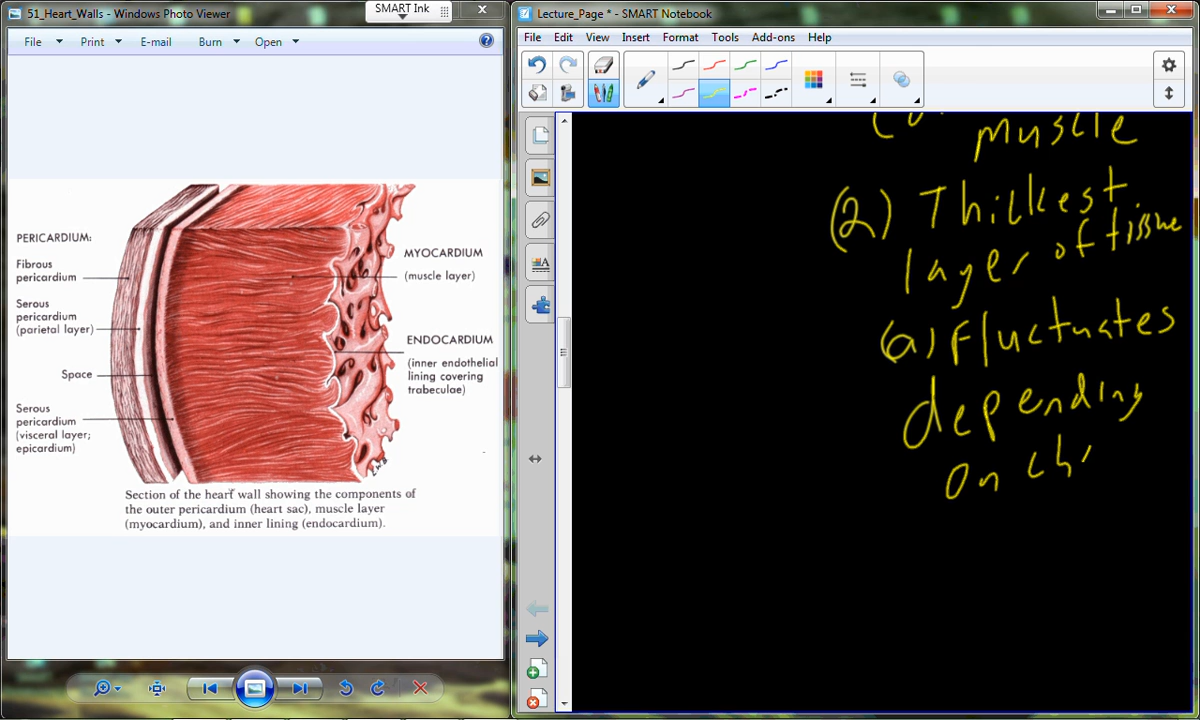 51_Heart_Walls - Windows Photo Viewer
SMART Ink
File Print E-mail Burn Open
PERICARDIUM:
Fibrous
pericardium
Serous
pericardium
(parietal layer)
Space
Serous
pericardium
(visceral layer;
epicardium)
MYOCARDIUM
(muscle layer)
ENDOCARDIUM
(inner endothelial
lining covering
trabeculae)
Section of the heart wall showing the components of
the outer pericardium (heart sac), muscle layer
(myocardium), and inner lining (endocardium).
Lecture_Page * - SMART Notebook
File Edit View Insert Format Tools Add-ons Help
muscle
(2) Thickest
layer of tissue
(a) Fluctuates
depending
on ch